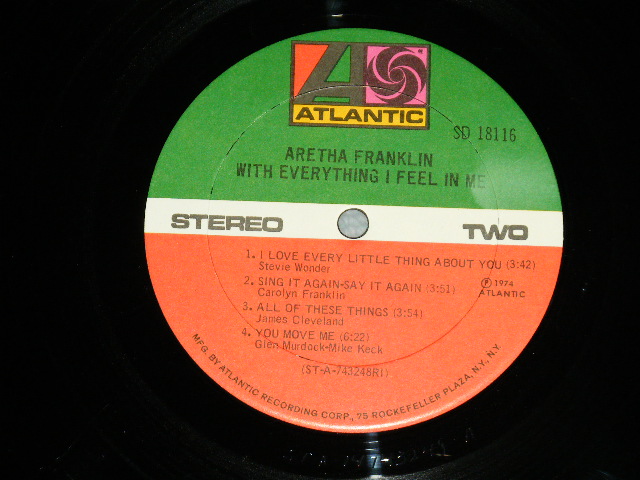 ATLANTIC
SD 18116
ARETHA FRANKLIN
WITH EVERYTHING I FEEL IN ME
STEREO
TWO
1. I LOVE EVERY LITTLE THING ABOUT YOU (3:42)
Stevie Wonder
2. SING IT AGAIN-SAY IT AGAIN (3:51)
Carolyn Franklin
3. ALL OF THESE THINGS (3:54)
James Cleveland
4. YOU MOVE ME (6:22)
Glen Murdock-Mike Keck
Ⓟ 1974
ATLANTIC
(ST-A-743248RI)
MFG. BY ATLANTIC RECORDING CORP., 75 ROCKEFELLER PLAZA, N.Y. N.Y.